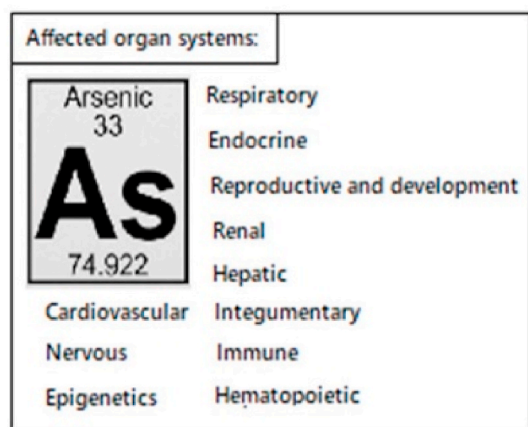 Affected organ systems:
Arsenic
33
As
74.922
Respiratory
Endocrine
Reproductive and development
Renal
Hepatic
Cardiovascular Integumentary
Nervous Immune
Epigenetics Hematopoietic